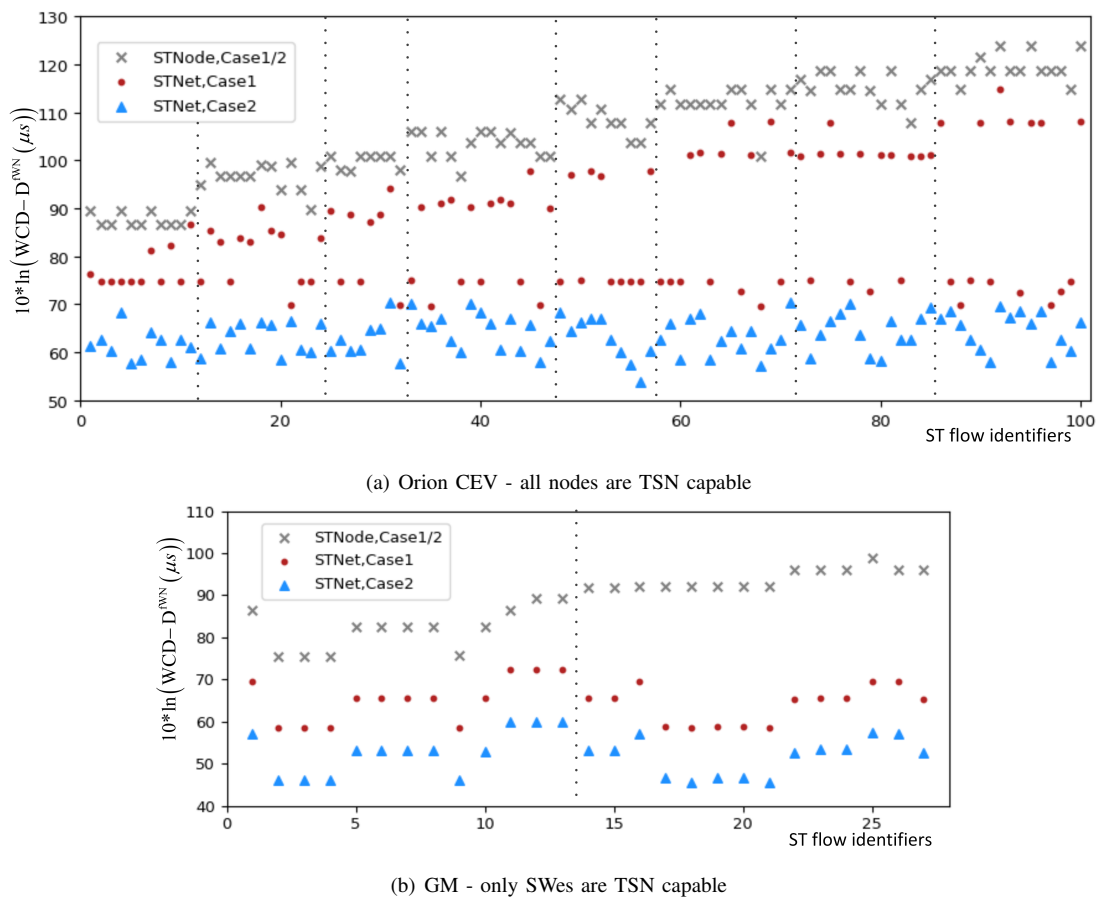 130
120
110
100
90
80
70
60
50
10*ln(WCD−D^fWN(μs))
STNode,Case1/2
STNet,Case1
STNet,Case2
0 20 40 60 80 100
ST flow identifiers
(a) Orion CEV - all nodes are TSN capable
110
100
90
80
70
60
50
40
10*ln(WCD−D^fWN(μs))
STNode,Case1/2
STNet,Case1
STNet,Case2
0 5 10 15 20 25
ST flow identifiers
(b) GM - only SWes are TSN capable